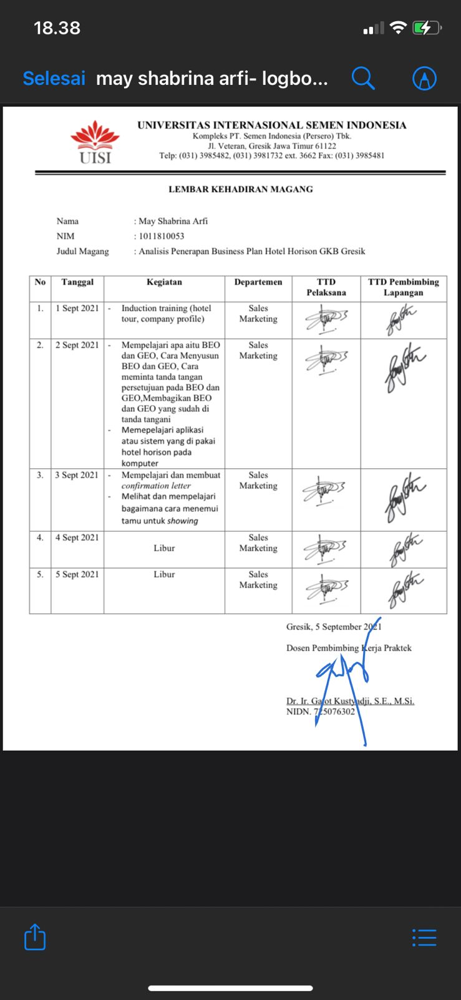 18.38
Selesai may shabrina arfi- logbo...
UISI
UNIVERSITAS INTERNASIONAL SEMEN INDONESIA
Kompleks PT. Semen Indonesia (Persero) Tbk.
Jl. Veteran, Gresik Jawa Timur 61122
Telp: (031) 3985482, (031) 3981732 ext. 3662 Fax: (031) 3985481
LEMBAR KEHADIRAN MAGANG
Nama : May Shabrina Arfi
NIM : 1011810053
Judul Magang : Analisis Penerapan Business Plan Hotel Horison GKB Gresik
No Tanggal Kegiatan Departemen TTD Pelaksana TTD Pembimbing Lapangan
1. 1 Sept 2021 - Induction training (hotel Sales
tour, company profile) Marketing
2. 2 Sept 2021 - Mempelajari apa aitu BEO Sales
dan GEO, Cara Menyusun Marketing
BEO dan GEO, Cara
meminta tanda tangan
persetujuan pada BEO dan
GEO,Membagikan BEO
dan GEO yang sudah di
tanda tangani
- Memepelajari aplikasi
atau sistem yang di pakai
hotel horison pada
komputer
3. 3 Sept 2021 - Mempelajari dan membuat Sales
confirmation letter Marketing
- Melihat dan mempelajari
bagaimana cara menemui
tamu untuk showing
4. 4 Sept 2021 Sales
Libur Marketing
5. 5 Sept 2021 Libur Sales
Marketing
Gresik, 5 September 2021
Dosen Pembimbing Kerja Praktek
Dr. Ir. Gatot Kustyadji, S.E., M.Si.
NIDN. 725076302